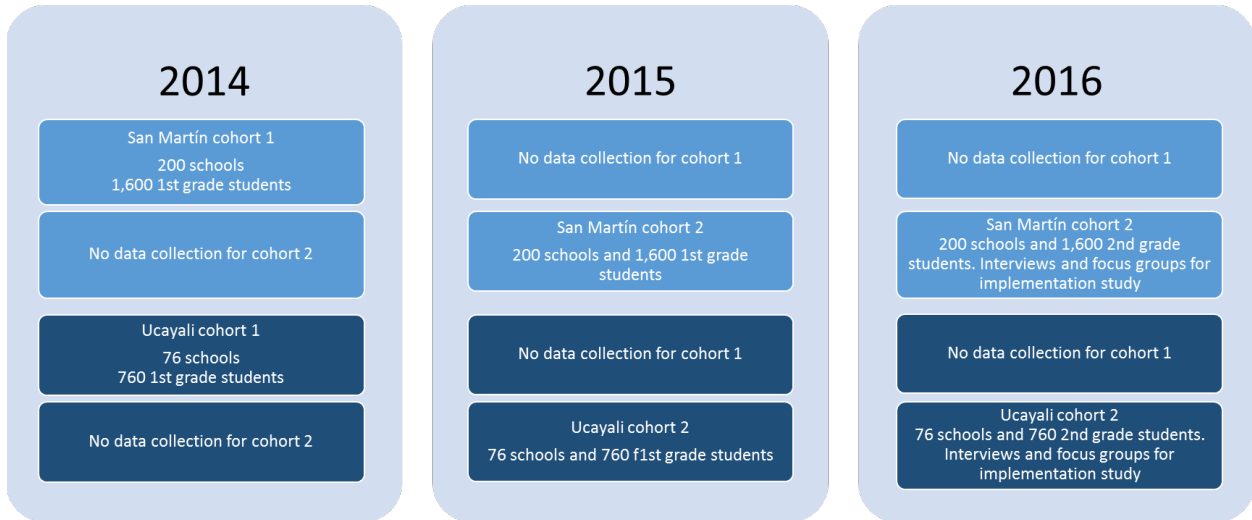 2014
San Martín cohort 1
200 schools
1,600 1st grade students
No data collection for cohort 2
Ucayali cohort 1
76 schools
760 1st grade students
No data collection for cohort 2
2015
No data collection for cohort 1
San Martín cohort 2
200 schools and 1,600 1st grade
students
No data collection for cohort 1
Ucayali cohort 2
76 schools and 760 f1st grade students
2016
No data collection for cohort 1
San Martín cohort 2
200 schools and 1,600 2nd grade
students. Interviews and focus groups for
implementation study
No data collection for cohort 1
Ucayali cohort 2
76 schools and 760 2nd grade students.
Interviews and focus groups for
implementation study